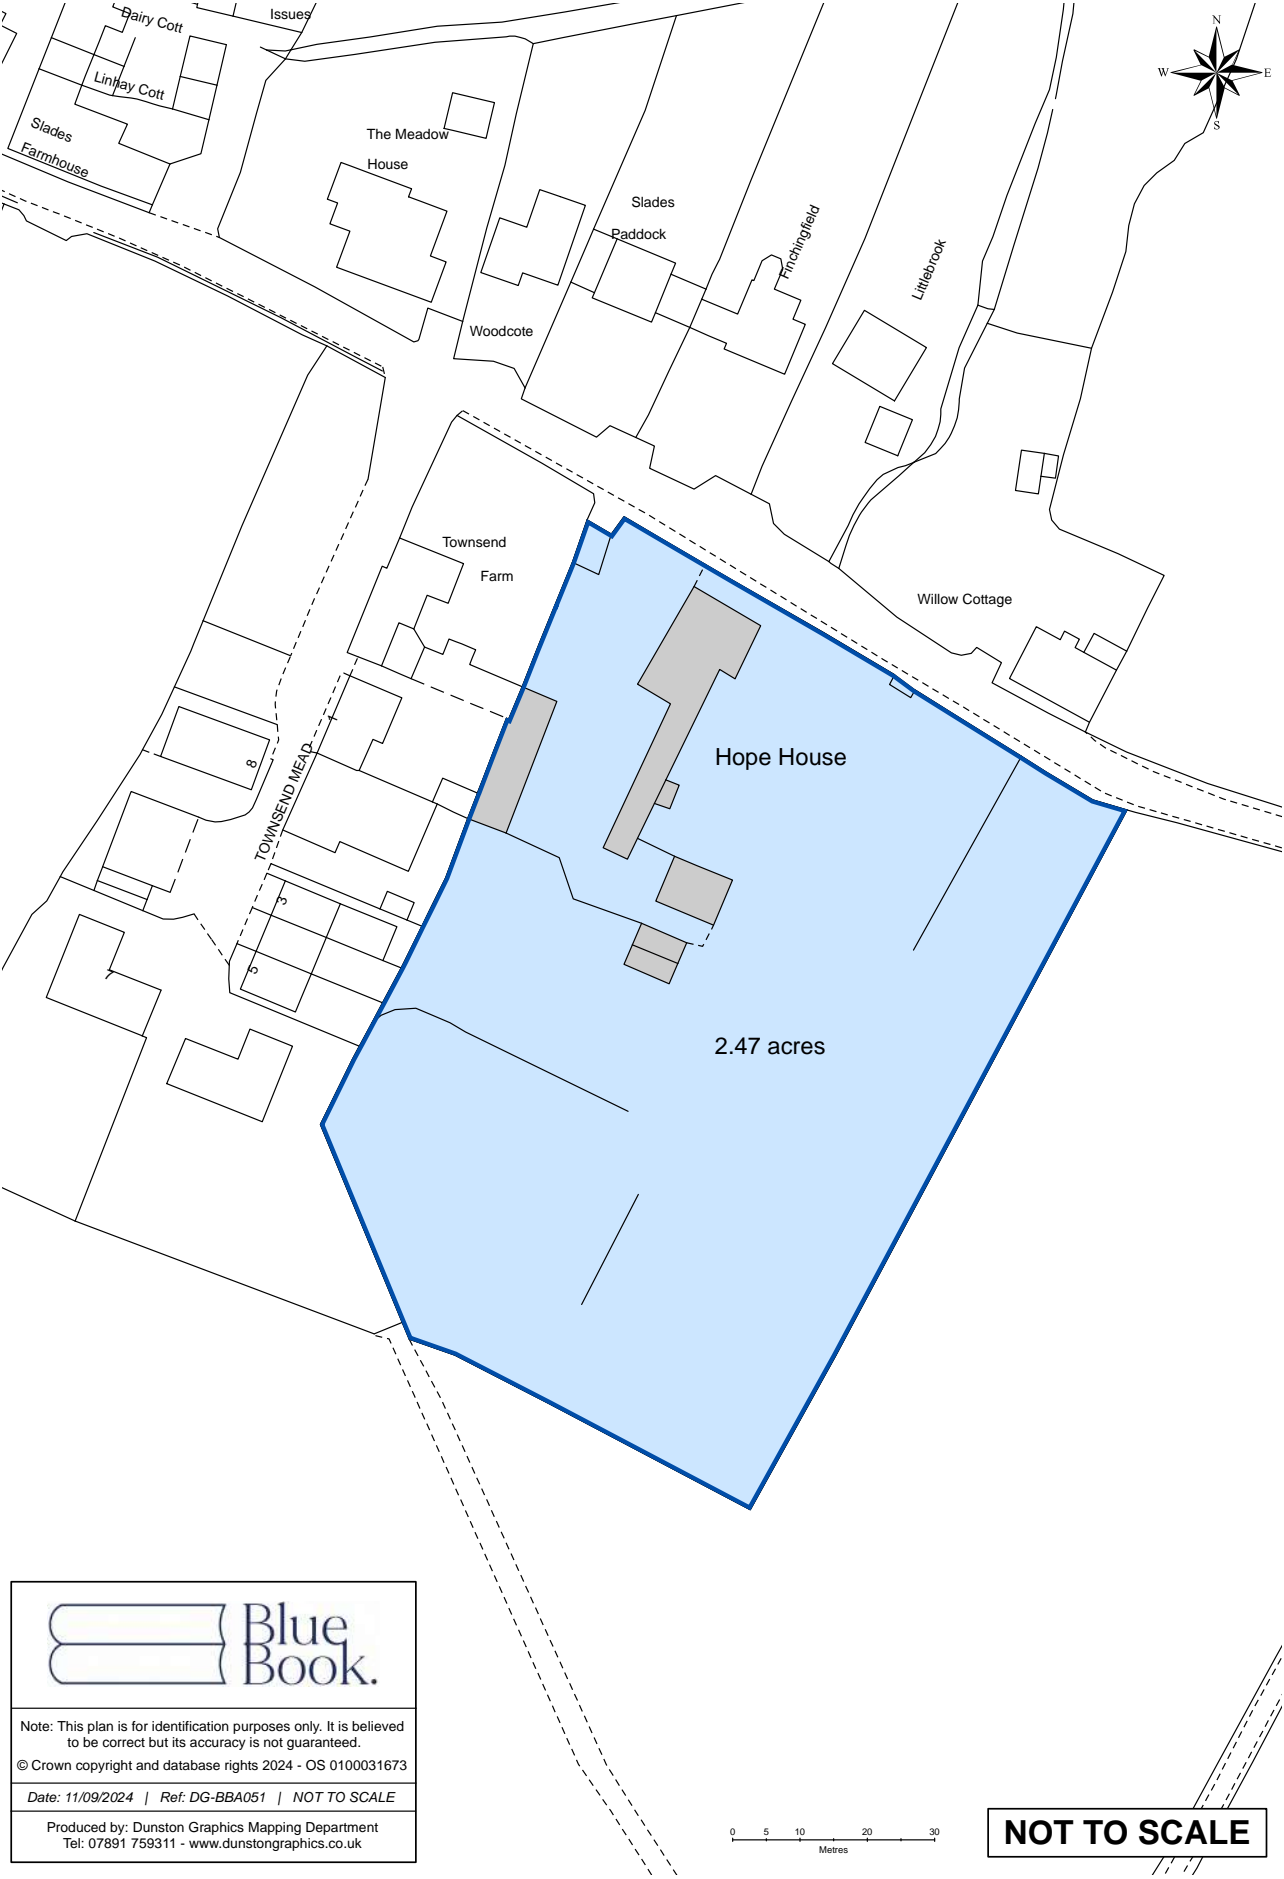 Dairy Cott
Issues
N
W
E
S
Linhay Cott
Slades
Farmhouse
The Meadow
House
Slades
Paddock
Finchingfield
Littlebrook
Woodcote
Townsend
Farm
Willow Cottage
1
8
TOWNSEND MEAD
Hope House
3
5
7
2.47 acres
Blue
Book.
Note: This plan is for identification purposes only. It is believed
to be correct but its accuracy is not guaranteed.
© Crown copyright and database rights 2024 - OS 0100031673
Date: 11/09/2024 | Ref: DG-BBA051 | NOT TO SCALE
Produced by: Dunston Graphics Mapping Department
Tel: 07891 759311 - www.dunstongraphics.co.uk
0 5 10 20 30
Metres
NOT TO SCALE